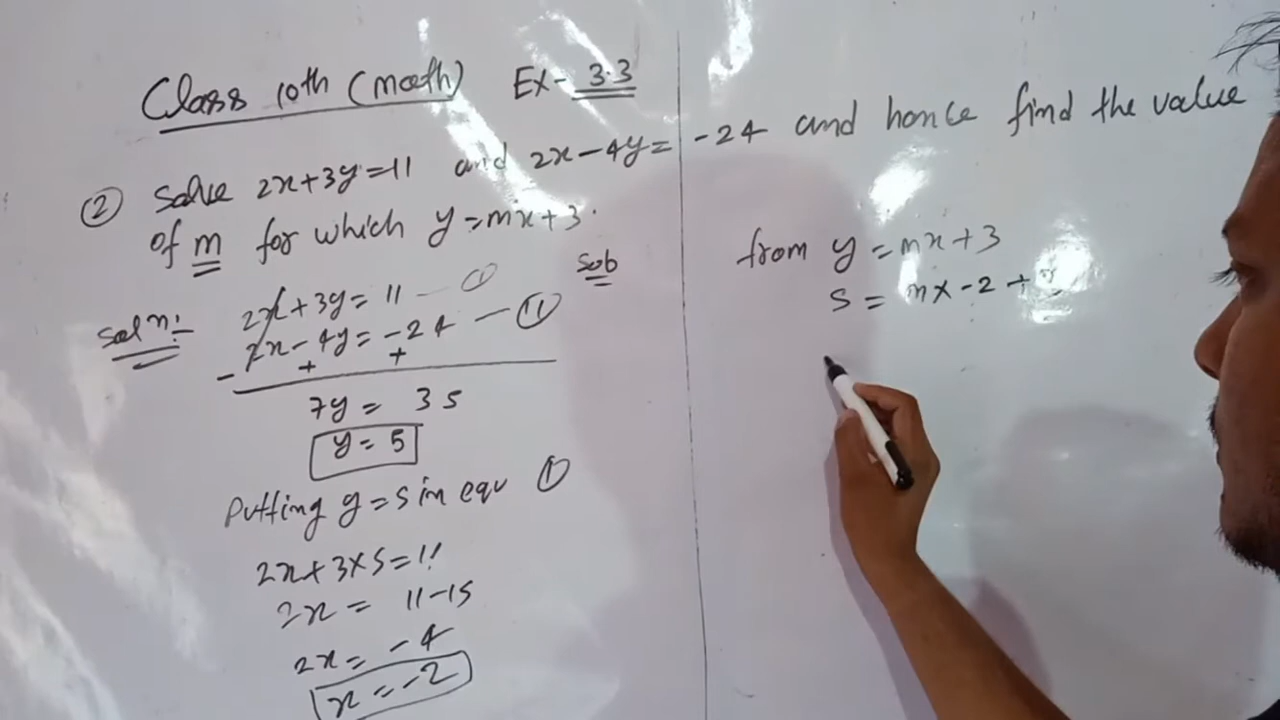 Class 10th (math) Ex- 3.3
② Solve 2x+3y=11 and 2x-4y= -24 and hence find the value
of m for which y=mx+3.
Soln:- 2x+3y= 11 — ①
2x-4y= -24 — ②
- + +
7y= 35
y= 5
Putting y=5 in equ ①
2x+3×5=11
2x= 11-15
2x= -4
x=-2
Sub
from y=mx+3
5= m×-2+3